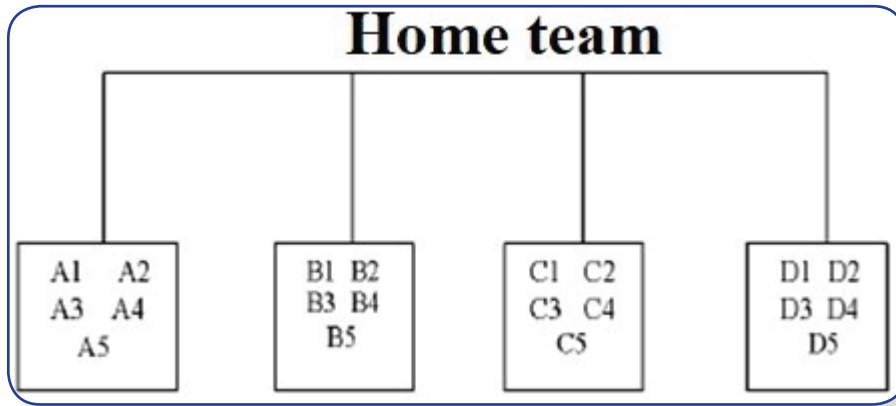 Home team
A1 A2
A3 A4
A5
B1 B2
B3 B4
B5
C1 C2
C3 C4
C5
D1 D2
D3 D4
D5